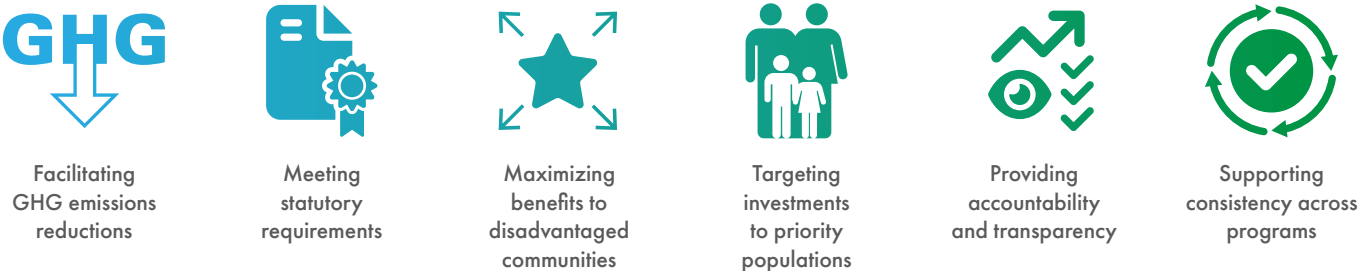 GHG
Facilitating
GHG emissions
reductions
Meeting
statutory
requirements
Maximizing
benefits to
disadvantaged
communities
Targeting
investments
to priority
populations
Providing
accountability
and transparency
Supporting
consistency across
programs